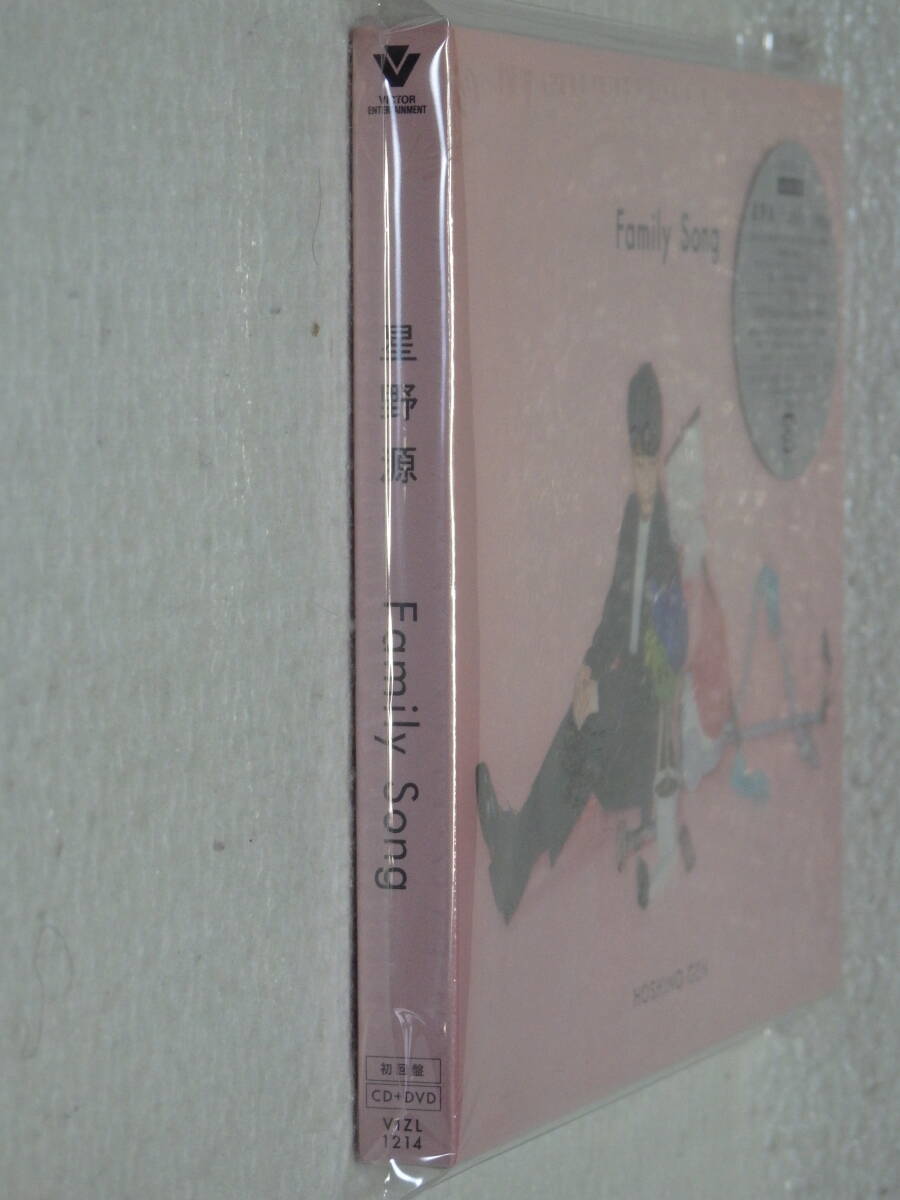 VICTOR
ENTERTAINMENT
星野源 Family Song
初回盤
CD+DVD
VIZL
1214
Family Song
HOSHINO GEN